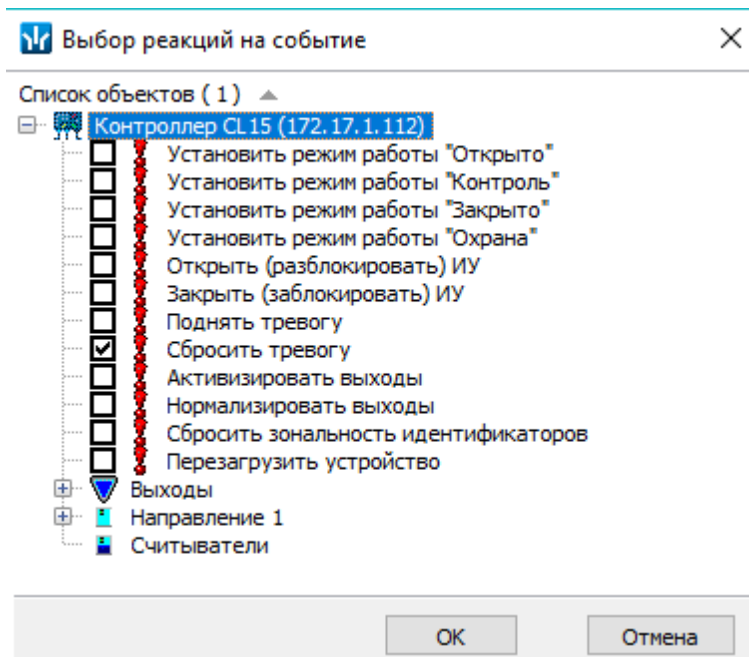 Выбор реакций на событие
Список объектов ( 1 )
Контроллер CL15 (172.17.1.112)
Установить режим работы "Открыто"
Установить режим работы "Контроль"
Установить режим работы "Закрыто"
Установить режим работы "Охрана"
Открыть (разблокировать) ИУ
Закрыть (заблокировать) ИУ
Поднять тревогу
Сбросить тревогу
Активизировать выходы
Нормализировать выходы
Сбросить зональность идентификаторов
Перезагрузить устройство
Выходы
Направление 1
Считыватели
ОК Отмена